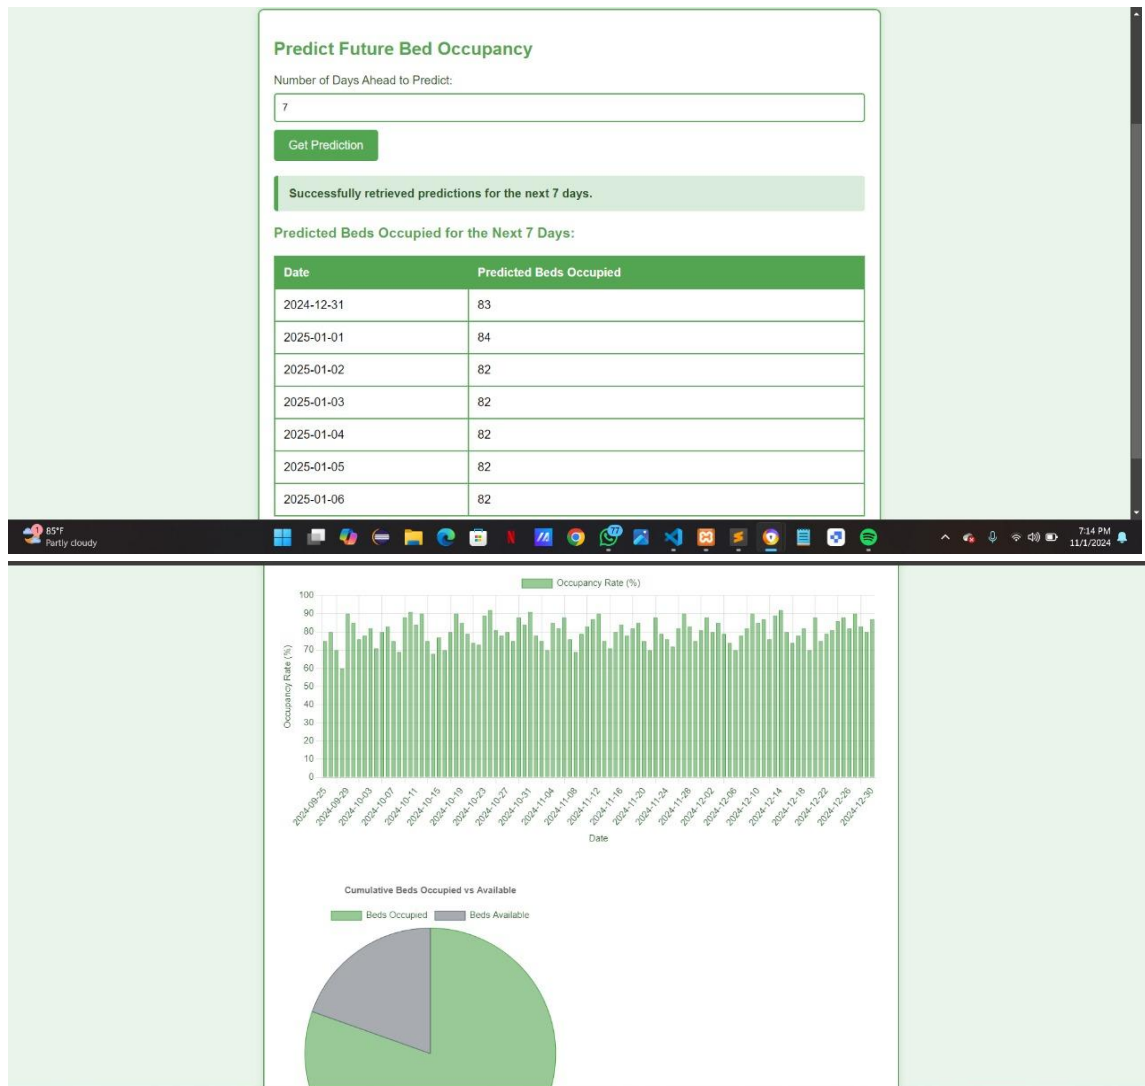 Predict Future Bed Occupancy
Number of Days Ahead to Predict:
7
Get Prediction
Successfully retrieved predictions for the next 7 days.
Predicted Beds Occupied for the Next 7 Days:
Date Predicted Beds Occupied
2024-12-31 83
2025-01-01 84
2025-01-02 82
2025-01-03 82
2025-01-04 82
2025-01-05 82
2025-01-06 82
1 85°F
Partly cloudy
77
7:14 PM
11/1/2024
Occupancy Rate (%)
100
90
80
70
60
50
40
30
20
10
0
Occupancy Rate (%)
2024-09-25 2024-09-29 2024-10-03 2024-10-07 2024-10-11 2024-10-15 2024-10-19 2024-10-23 2024-10-27 2024-10-31 2024-11-04 2024-11-08 2024-11-12 2024-11-16 2024-11-20 2024-11-24 2024-11-28 2024-12-02 2024-12-06 2024-12-10 2024-12-14 2024-12-18 2024-12-22 2024-12-26 2024-12-30
Date
Cumulative Beds Occupied vs Available
Beds Occupied Beds Available